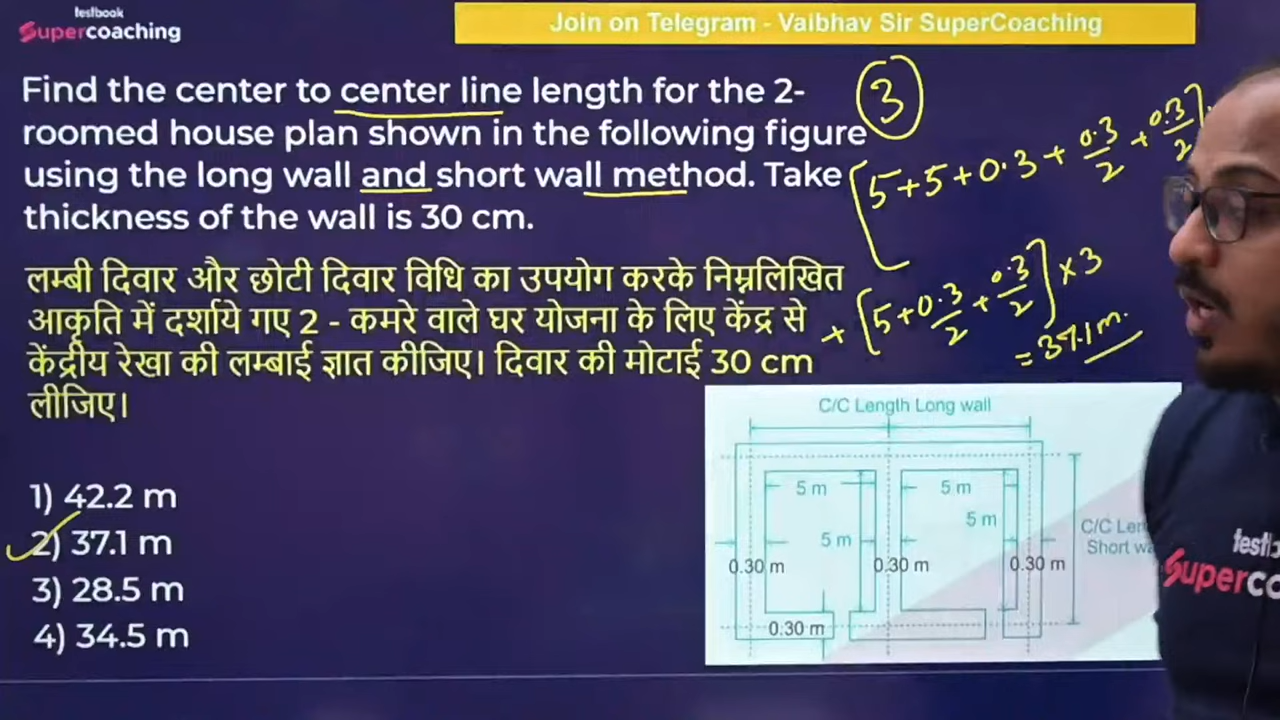 testbook
Supercoaching
Join on Telegram - Vaibhav Sir SuperCoaching
Find the center to center line length for the 2-
roomed house plan shown in the following figure
using the long wall and short wall method. Take
thickness of the wall is 30 cm.
3
[5+5+0.3+0.3/2+0.3/2]
+[5+0.3/2+0.3/2]×3
=37.1m.
लम्बी दिवार और छोटी दिवार विधि का उपयोग करके निम्नलिखित
आकृति में दर्शाये गए 2 - कमरे वाले घर योजना के लिए केंद्र से
केंद्रीय रेखा की लम्बाई ज्ञात कीजिए। दिवार की मोटाई 30 cm
लीजिए।
1) 42.2 m
2) 37.1 m
3) 28.5 m
4) 34.5 m
C/C Length Long wall
5 m 5 m
5 m
5 m
C/C
Short
0.30 m 0.30 m 0.30 m
0.30 m